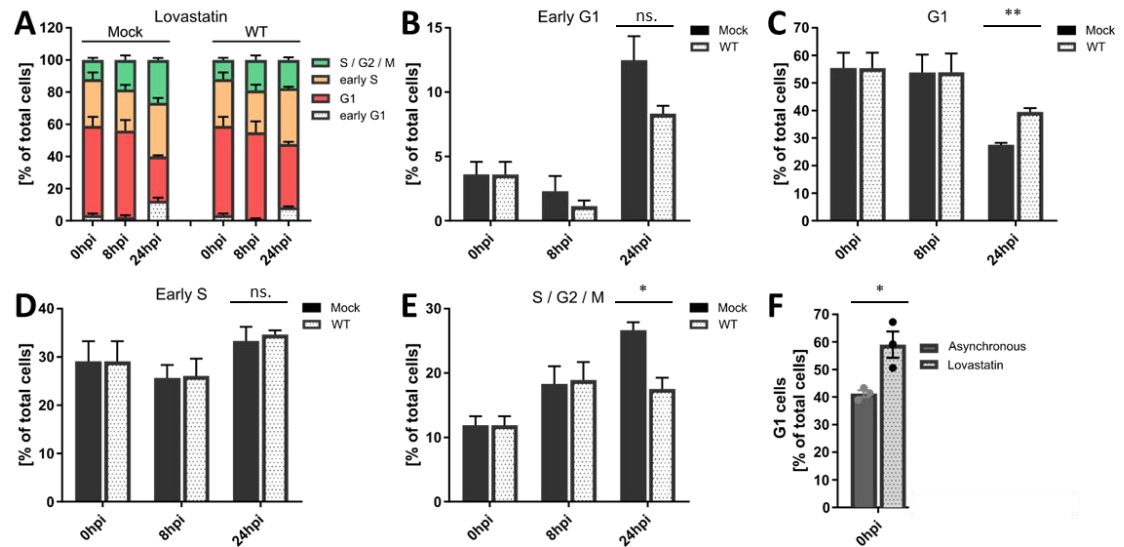 A
Lovastatin
Mock
WT
[% of total cells]
120
100
80
60
40
20
0
0hpi
8hpi
24hpi
0hpi
8hpi
24hpi
S / G2 / M
early S
G1
early G1
B
Early G1
ns.
Mock
WT
[% of total cells]
15
10
5
0
0hpi
8hpi
24hpi
C
G1
**
Mock
WT
[% of total cells]
70
60
50
40
30
20
10
0
0hpi
8hpi
24hpi
D
Early S
ns.
Mock
WT
[% of total cells]
40
30
20
10
0
0hpi
8hpi
24hpi
E
S / G2 / M
*
Mock
WT
[% of total cells]
30
20
10
0
0hpi
8hpi
24hpi
F
*
Asynchronous
Lovastatin
G1 cells
[% of total cells]
70
60
50
40
30
20
10
0
0hpi